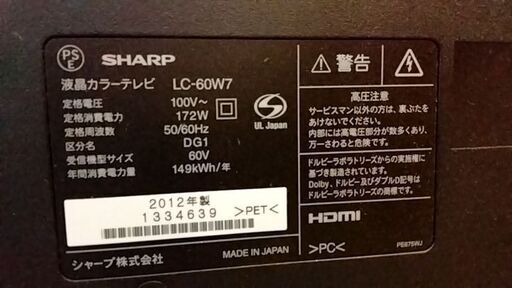 PS
E
SHARP
液晶カラーテレビ LC-60W7
定格電圧 100V～
定格消費電力 172W
定格周波数 50/60Hz
区分名 DG1
受信機型サイズ 60V
年間消費電力量 149kWh/年
S
UL Japan
2012年製
1334639 >PET<
MADE IN JAPAN
シャープ株式会社
警告
高圧注意
サービスマン以外の方は、裏ぶたを
あけないでください。
内部には高電圧部分が数多くあり、
万一さわると危険です。
ドルビーラボラトリーズからの実施権に
基づき製造されています。
Dolby、ドルビー及びダブルD記号は
ドルビーラボラトリーズの商標です。
HDMI
>PC< PE875WJ